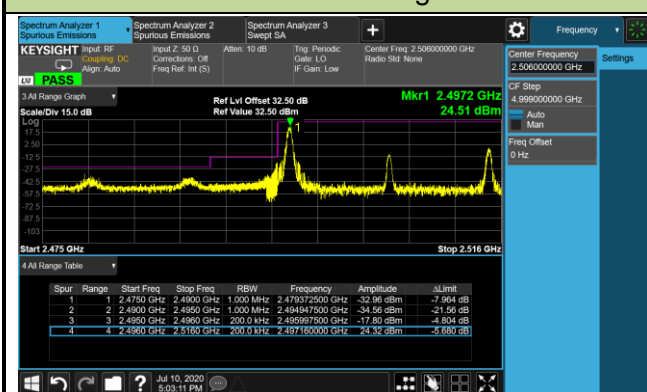 Spectrum Analyzer 1
Spurious Emissions
Spectrum Analyzer 2
Spurious Emissions
Spectrum Analyzer 3
Swept SA
+
Frequency
KEYSIGHT
Input: RF
Coupling: DC
Align: Auto
Input Z: 50 Ω
Corrections: Off
Freq Ref: Int (S)
Atten: 10 dB
Trig: Periodic
Gate: LO
IF Gain: Low
Center Freq: 2.506000000 GHz
Radio Std: None
LM PASS
Center Frequency
2.506000000 GHz
Settings
CF Step
4.999000000 GHz
Auto
Man
Freq Offset
0 Hz
3 All Range Graph
Scale/Div 15.0 dB
Ref Lvl Offset 32.50 dB
Ref Value 32.50 dBm
Mkr1 2.4972 GHz
24.51 dBm
Log
17.5
2.50
-12.5
-27.5
-42.5
-57.5
-72.5
-87.5
-103
1
Start 2.475 GHz
Stop 2.516 GHz
4 All Range Table
Spur Range Start Freq Stop Freq RBW Frequency Amplitude ΔLimit
1 1 2.4750 GHz 2.4900 GHz 1.000 MHz 2.479372500 GHz -32.96 dBm -7.964 dB
2 2 2.4900 GHz 2.4950 GHz 1.000 MHz 2.494947500 GHz -34.56 dBm -21.56 dB
3 3 2.4950 GHz 2.4960 GHz 200.0 kHz 2.495997500 GHz -17.80 dBm -4.804 dB
4 4 2.4960 GHz 2.5160 GHz 200.0 kHz 2.497160000 GHz 24.32 dBm -5.680 dB
?
Jul 10, 2020
5:03:11 PM